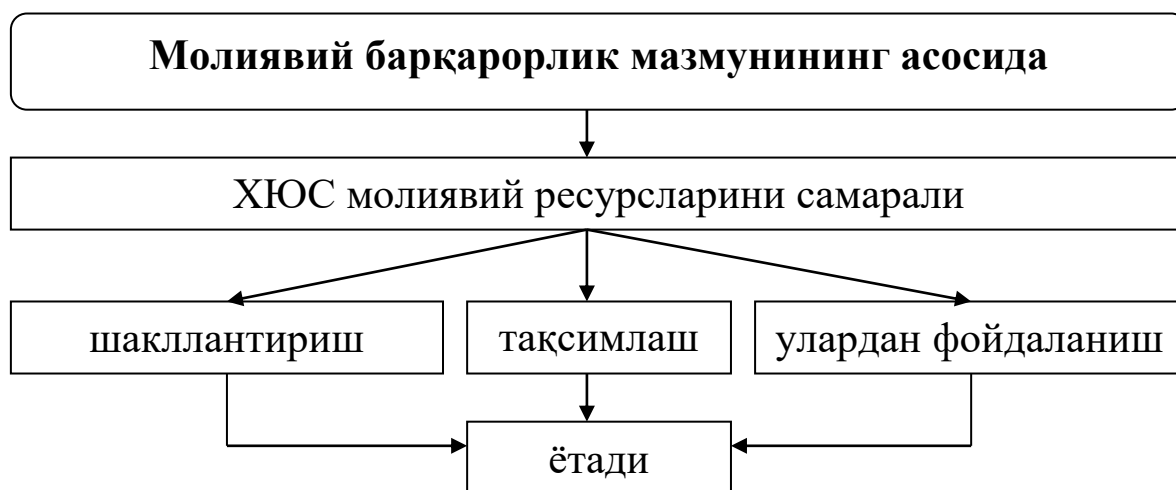 Молиявий барқарорлик мазмунининг асосида
ХЮС молиявий ресурсларини самарали
шакллантириш
тақсимлаш
улардан фойдаланиш
ётади